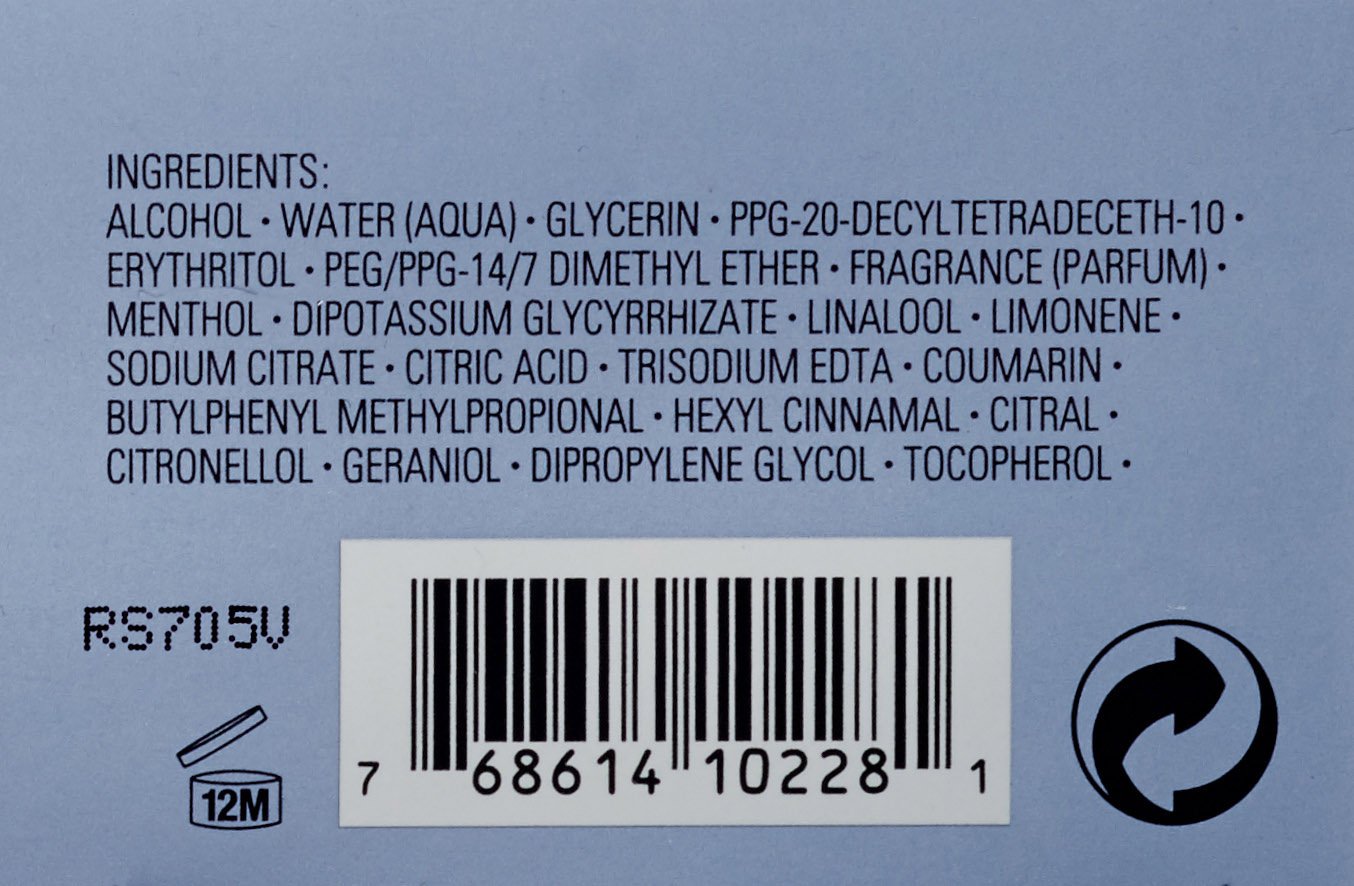 INGREDIENTS:
ALCOHOL • WATER (AQUA) • GLYCERIN • PPG-20-DECYLTETRADECETH-10 •
ERYTHRITOL • PEG/PPG-14/7 DIMETHYL ETHER • FRAGRANCE (PARFUM) •
MENTHOL • DIPOTASSIUM GLYCYRRHIZATE • LINALOOL • LIMONENE •
SODIUM CITRATE • CITRIC ACID • TRISODIUM EDTA • COUMARIN •
BUTYLPHENYL METHYLPROPIONAL • HEXYL CINNAMAL • CITRAL •
CITRONELLOL • GERANIOL • DIPROPYLENE GLYCOL • TOCOPHEROL •
RS705V
12M
7 68614 10228 1